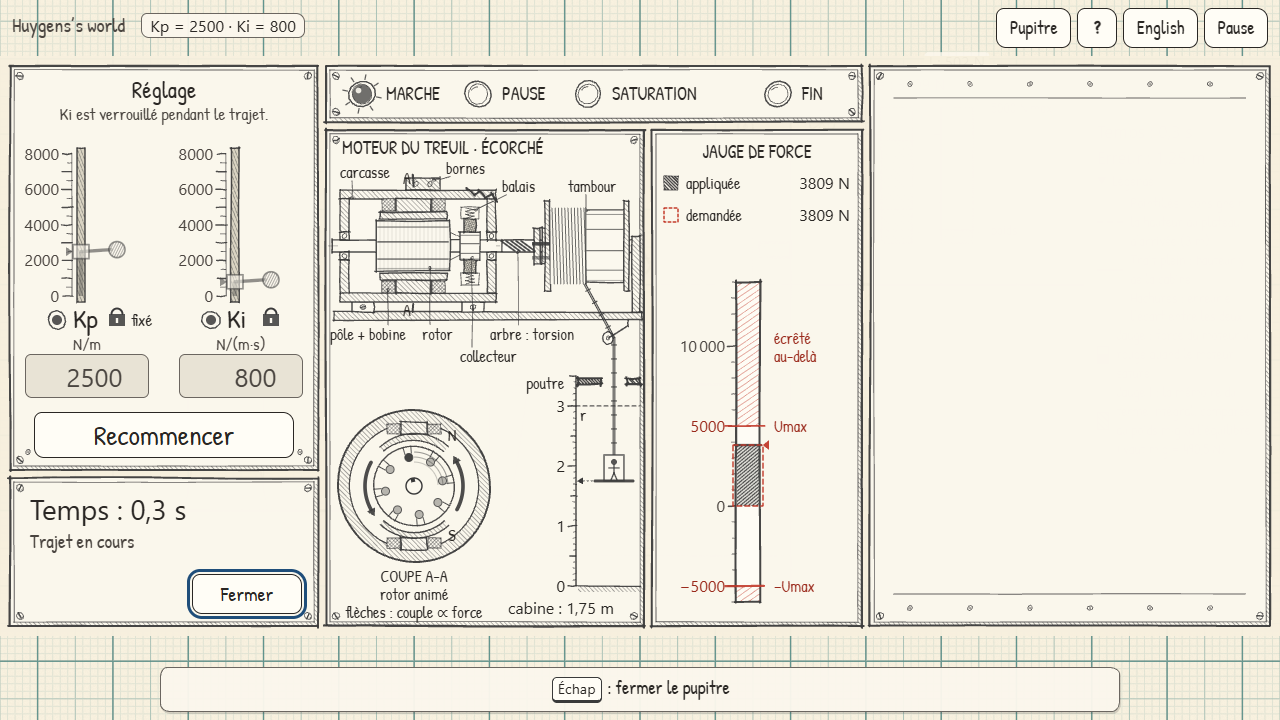 Huygens's world
Kp = 2500 · Ki = 800
Pupitre
?
English
Pause
Réglage
Ki est verrouillé pendant le trajet.
8000
6000
4000
2000
0
8000
6000
4000
2000
0
Kp
fixé
Ki
N/m
N/(m·s)
2500
800
Recommencer
Temps : 0,3 s
Trajet en cours
Fermer
MARCHE
PAUSE
SATURATION
FIN
MOTEUR DU TREUIL · ÉCORCHÉ
carcasse
A
bornes
balais
tambour
A
pôle + bobine
rotor
arbre : torsion
collecteur
poutre
3
r
2
1
0
N
S
COUPE A–A
rotor animé
flèches : couple ∝ force
cabine : 1,75 m
JAUGE DE FORCE
appliquée
3809 N
demandée
3809 N
10 000
écrêté
au-delà
5000
Umax
0
−5000
−Umax
Échap : fermer le pupitre